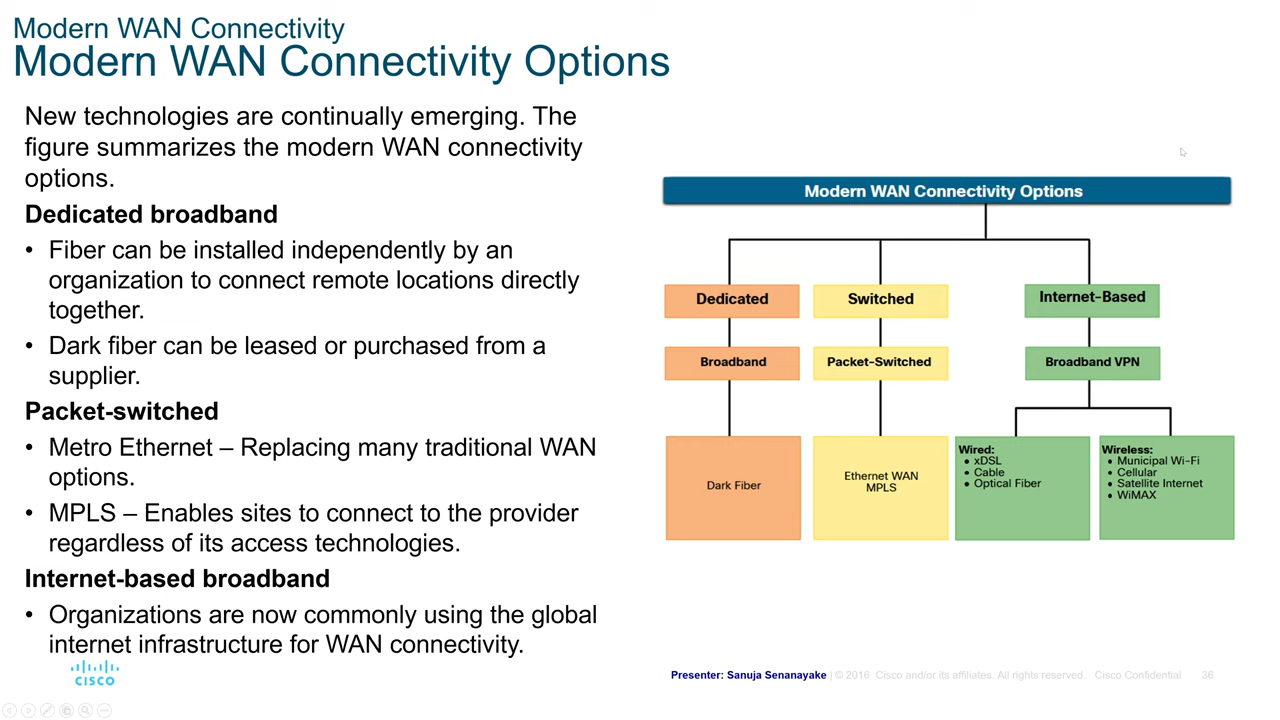 Modern WAN Connectivity
Modern WAN Connectivity Options
New technologies are continually emerging. The
figure summarizes the modern WAN connectivity
options.
Dedicated broadband
• Fiber can be installed independently by an
organization to connect remote locations directly
together.
• Dark fiber can be leased or purchased from a
supplier.
Packet-switched
• Metro Ethernet – Replacing many traditional WAN
options.
• MPLS – Enables sites to connect to the provider
regardless of its access technologies.
Internet-based broadband
• Organizations are now commonly using the global
internet infrastructure for WAN connectivity.
Modern WAN Connectivity Options
Dedicated
Switched
Internet-Based
Broadband
Packet-Switched
Broadband VPN
Dark Fiber
Ethernet WAN
MPLS
Wired:
• xDSL
• Cable
• Optical Fiber
Wireless:
• Municipal Wi-Fi
• Cellular
• Satellite Internet
• WiMAX
CISCO
Presenter: Sanuja Senanayake | © 2016 Cisco and/or its affiliates. All rights reserved. Cisco Confidential 36